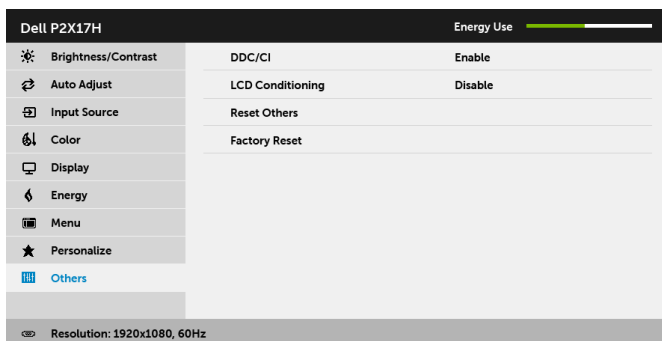 Dell P2X17H Energy Use
Brightness/Contrast DDC/CI Enable
Auto Adjust LCD Conditioning Disable
Input Source Reset Others
Color Factory Reset
Display
Energy
Menu
Personalize
Others
Resolution: 1920x1080, 60Hz